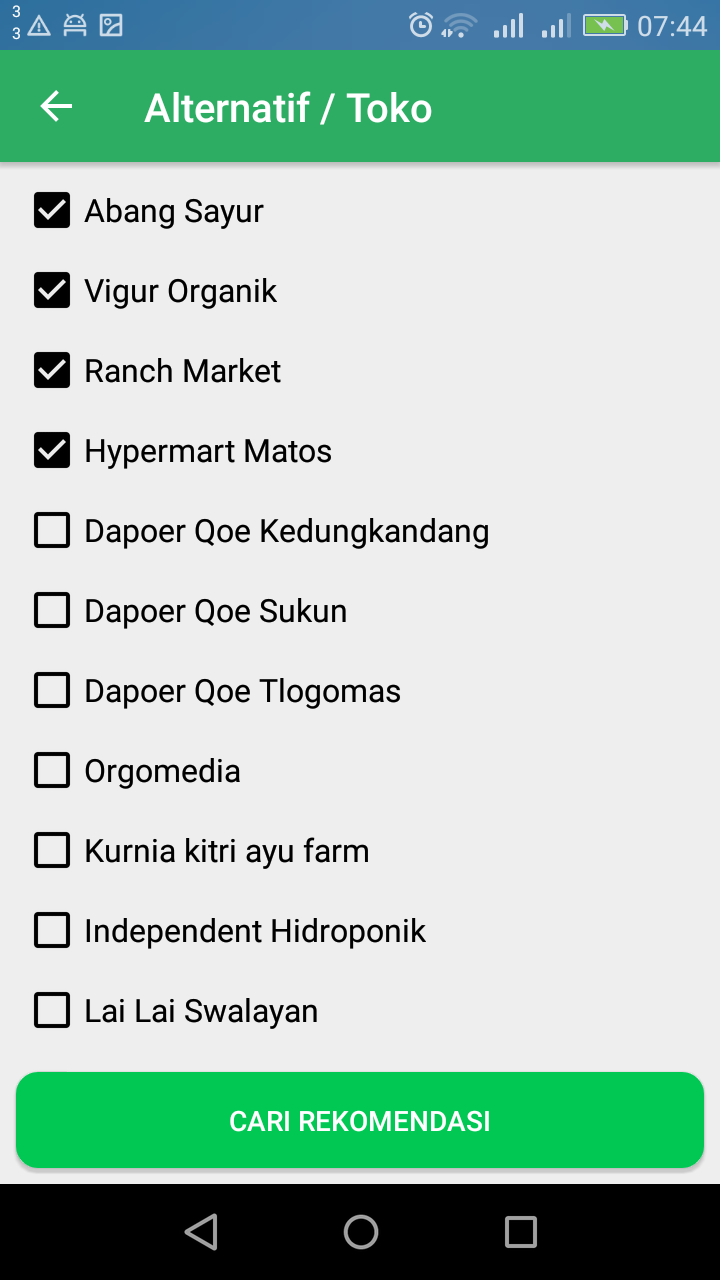 3
3
07:44
Alternatif / Toko
Abang Sayur
Vigur Organik
Ranch Market
Hypermart Matos
Dapoer Qoe Kedungkandang
Dapoer Qoe Sukun
Dapoer Qoe Tlogomas
Orgomedia
Kurnia kitri ayu farm
Independent Hidroponik
Lai Lai Swalayan
CARI REKOMENDASI